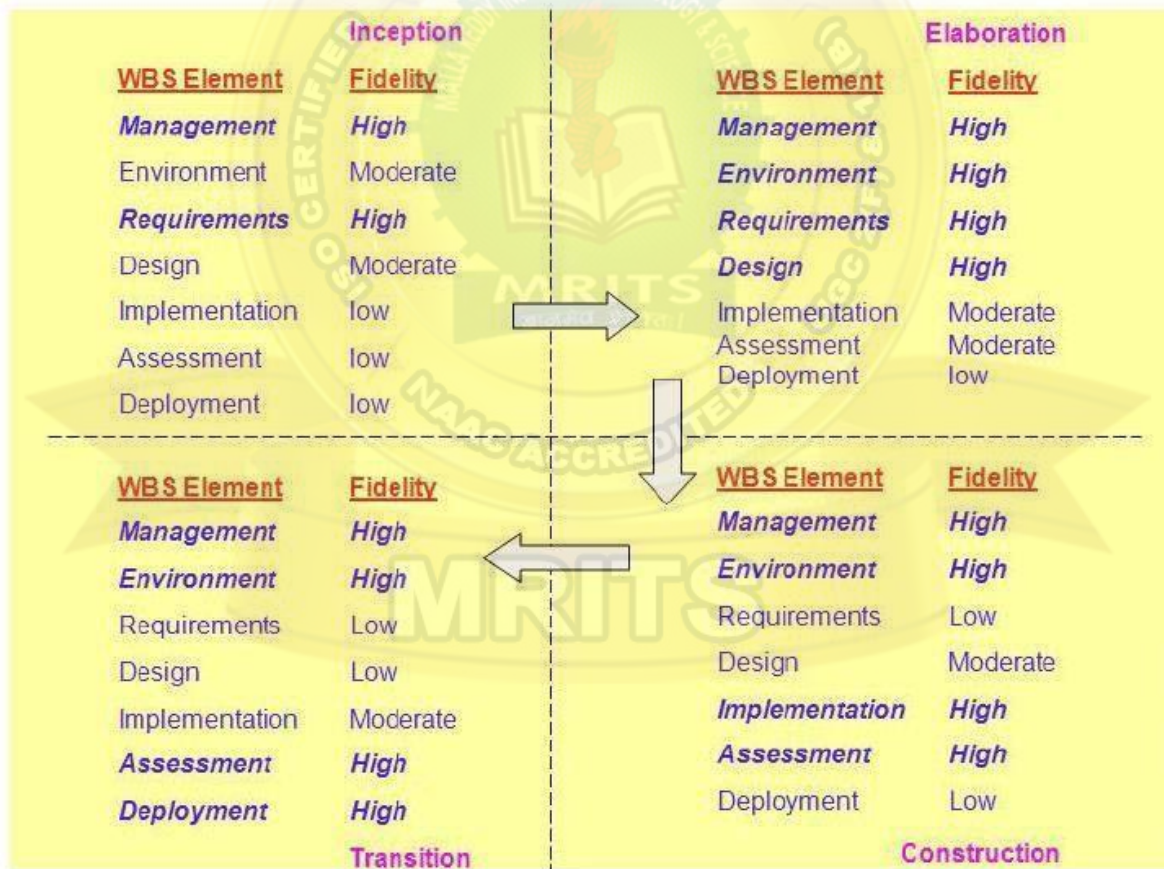 Inception
WBS Element Fidelity
Management High
Environment Moderate
Requirements High
Design Moderate
Implementation low
Assessment low
Deployment low
Elaboration
WBS Element Fidelity
Management High
Environment High
Requirements High
Design High
Implementation Moderate
Assessment Moderate
Deployment low
WBS Element Fidelity
Management High
Environment High
Requirements Low
Design Low
Implementation Moderate
Assessment High
Deployment High
Transition
WBS Element Fidelity
Management High
Environment High
Requirements Low
Design Moderate
Implementation High
Assessment High
Deployment Low
Construction
MRITS
NAAC ACCREDITED
MRITS